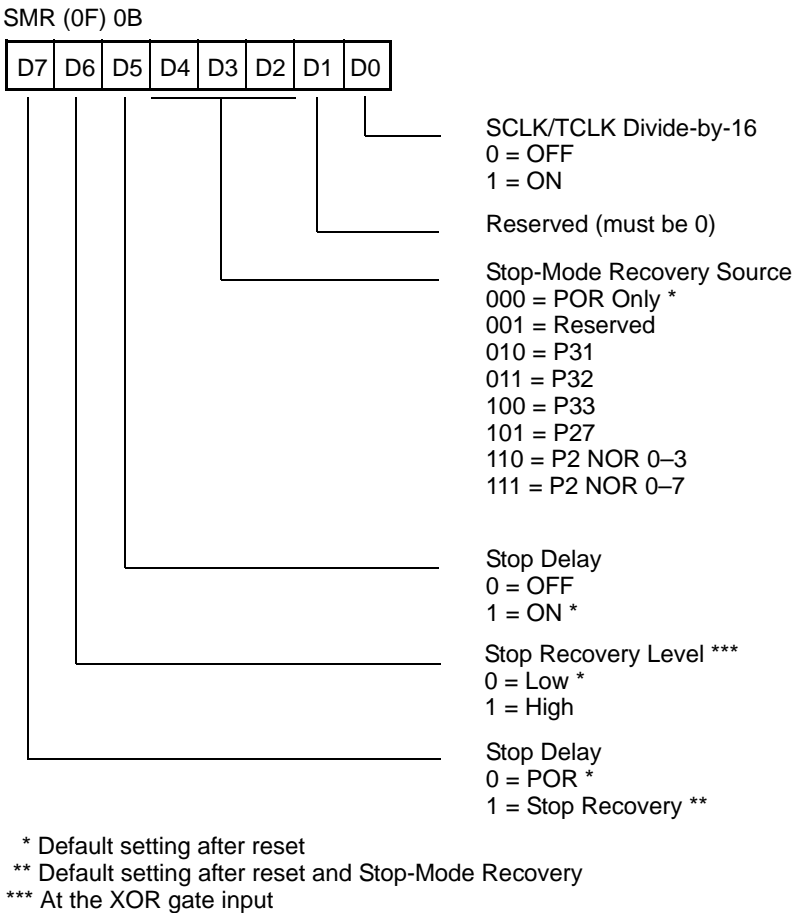 SMR (0F) 0B
D7 D6 D5 D4 D3 D2 D1 D0
SCLK/TCLK Divide-by-16
0 = OFF
1 = ON
Reserved (must be 0)
Stop-Mode Recovery Source
000 = POR Only *
001 = Reserved
010 = P31
011 = P32
100 = P33
101 = P27
110 = P2 NOR 0–3
111 = P2 NOR 0–7
Stop Delay
0 = OFF
1 = ON *
Stop Recovery Level ***
0 = Low *
1 = High
Stop Delay
0 = POR *
1 = Stop Recovery **
* Default setting after reset
** Default setting after reset and Stop-Mode Recovery
*** At the XOR gate input